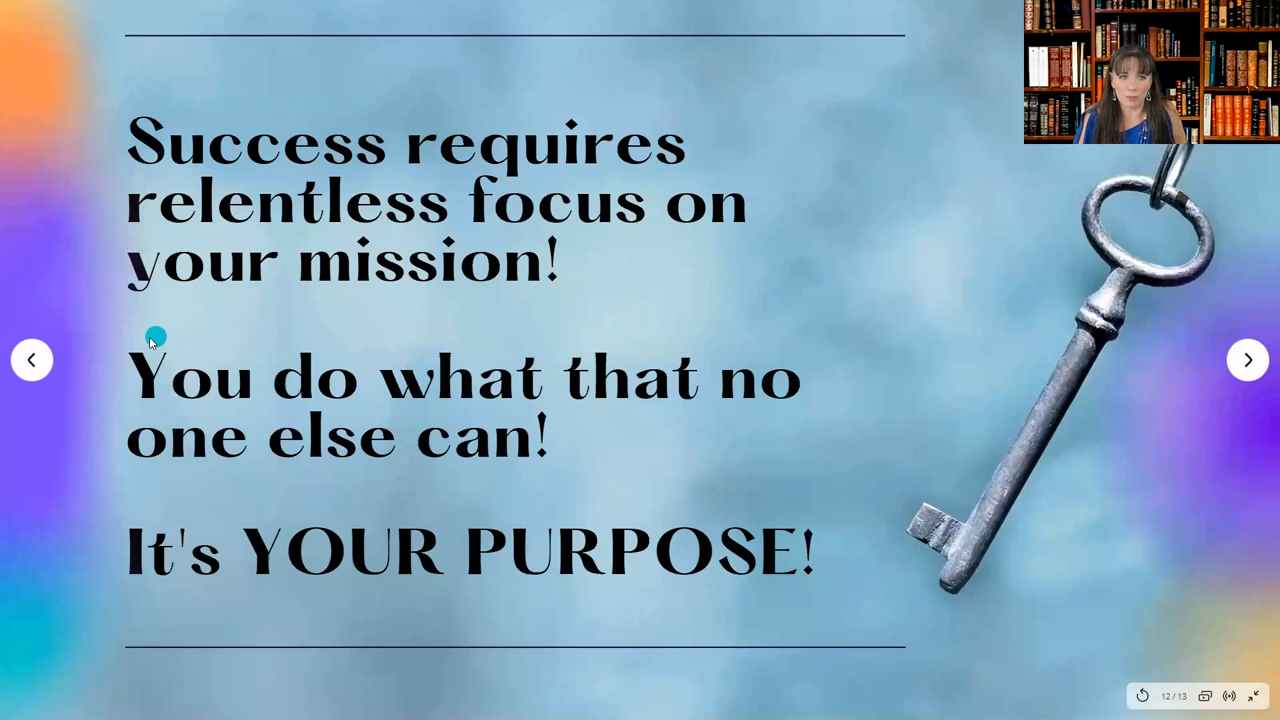 Success requires
relentless focus on
your mission!
You do what that no
one else can!
It's YOUR PURPOSE!
12 / 13